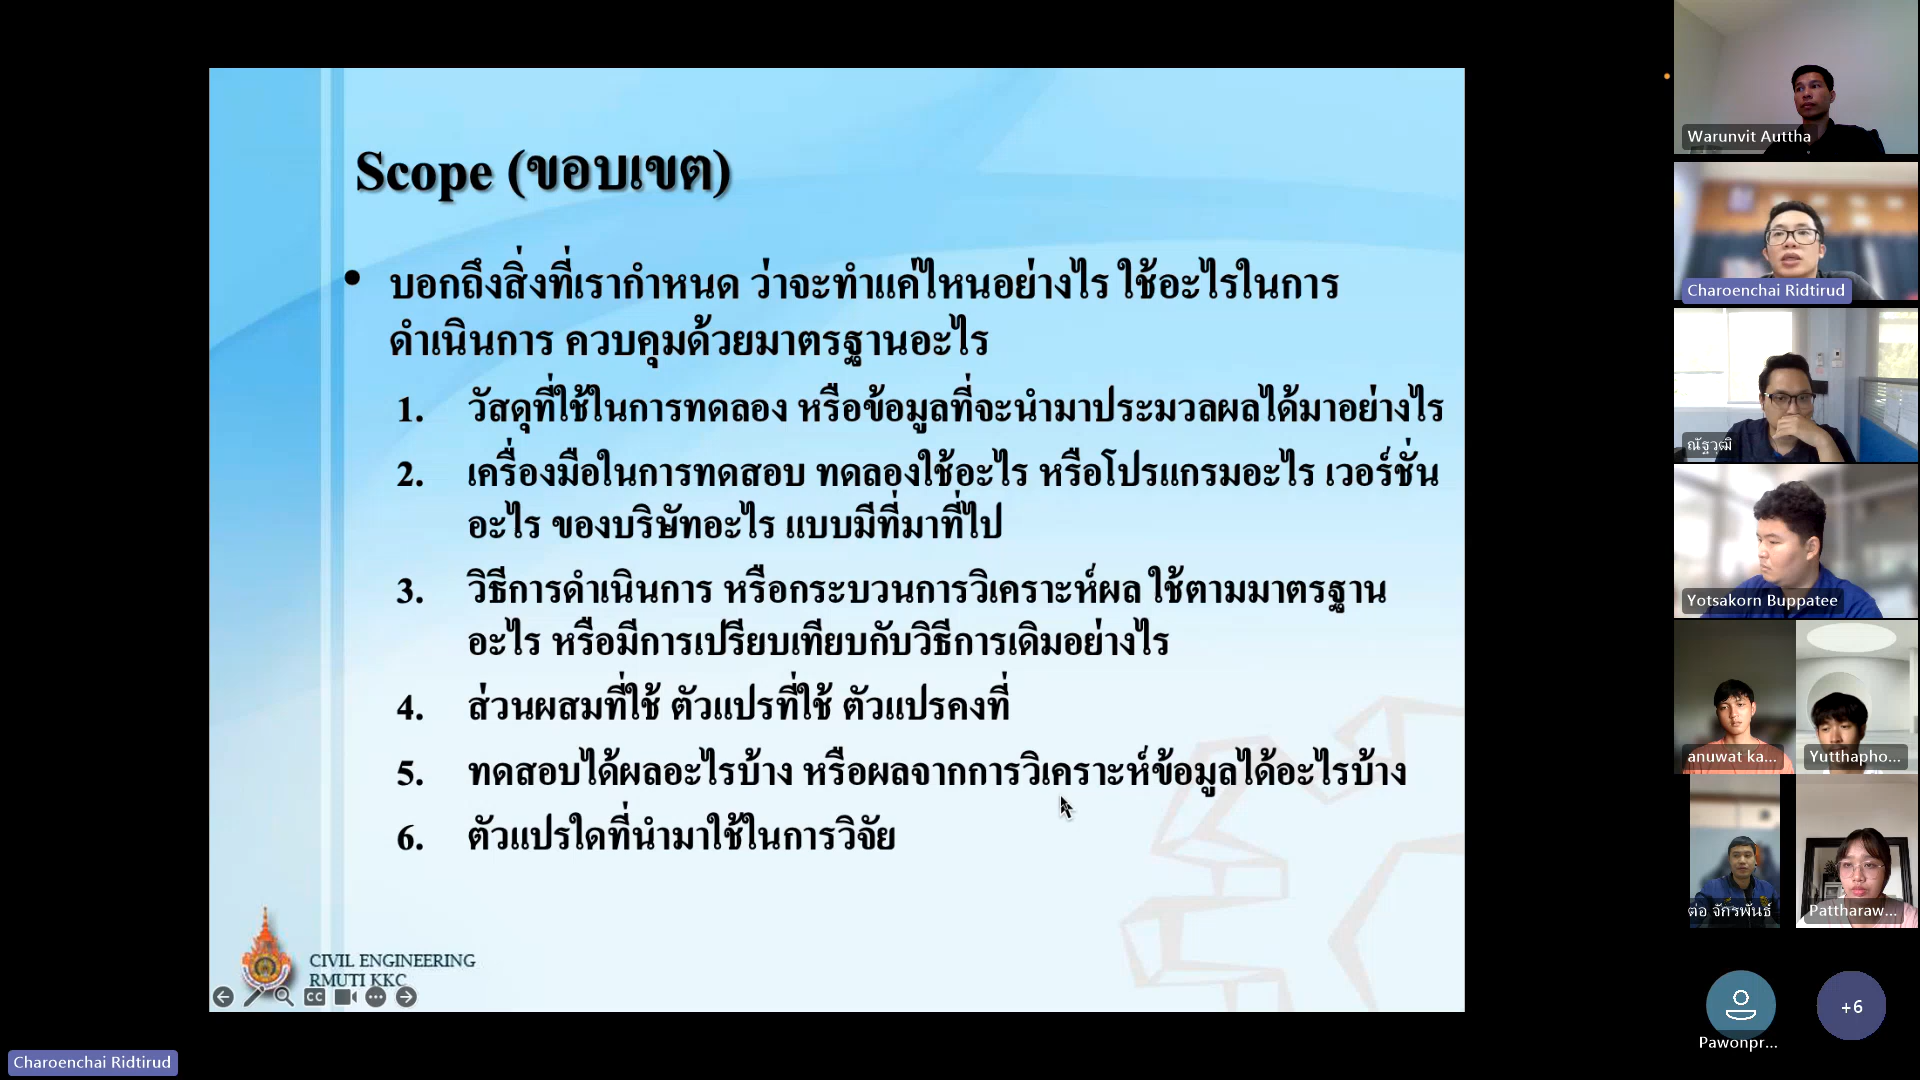 Scope (ขอบเขต)
• บอกถึงสิ่งที่เรากำหนด ว่าจะทำแค่ไหนอย่างไร ใช้อะไรในการ
ดำเนินการ ควบคุมด้วยมาตรฐานอะไร
1. วัสดุที่ใช้ในการทดลอง หรือข้อมูลที่จะนำมาประมวลผลได้มาอย่างไร
2. เครื่องมือในการทดสอบ ทดลองใช้อะไร หรือโปรแกรมอะไร เวอร์ชั่น
อะไร ของบริษัทอะไร แบบมีที่มาที่ไป
3. วิธีการดำเนินการ หรือกระบวนการวิเคราะห์ผล ใช้ตามมาตรฐาน
อะไร หรือมีการเปรียบเทียบกับวิธีการเดิมอย่างไร
4. ส่วนผสมที่ใช้ ตัวแปรที่ใช้ ตัวแปรคงที่
5. ทดสอบได้ผลอะไรบ้าง หรือผลจากการวิเคราะห์ข้อมูลได้อะไรบ้าง
6. ตัวแปรใดที่นำมาใช้ในการวิจัย
CIVIL ENGINEERING
RMUTI KKC
CC
Charoenchai Ridtirud
Warunvit Auttha
Charoenchai Ridtirud
ณัฐวุฒิ
Yotsakorn Buppatee
anuwat ka...
Yutthapho...
ต่อ จักรพันธ์
Pattharaw...
Pawonpr...
+6